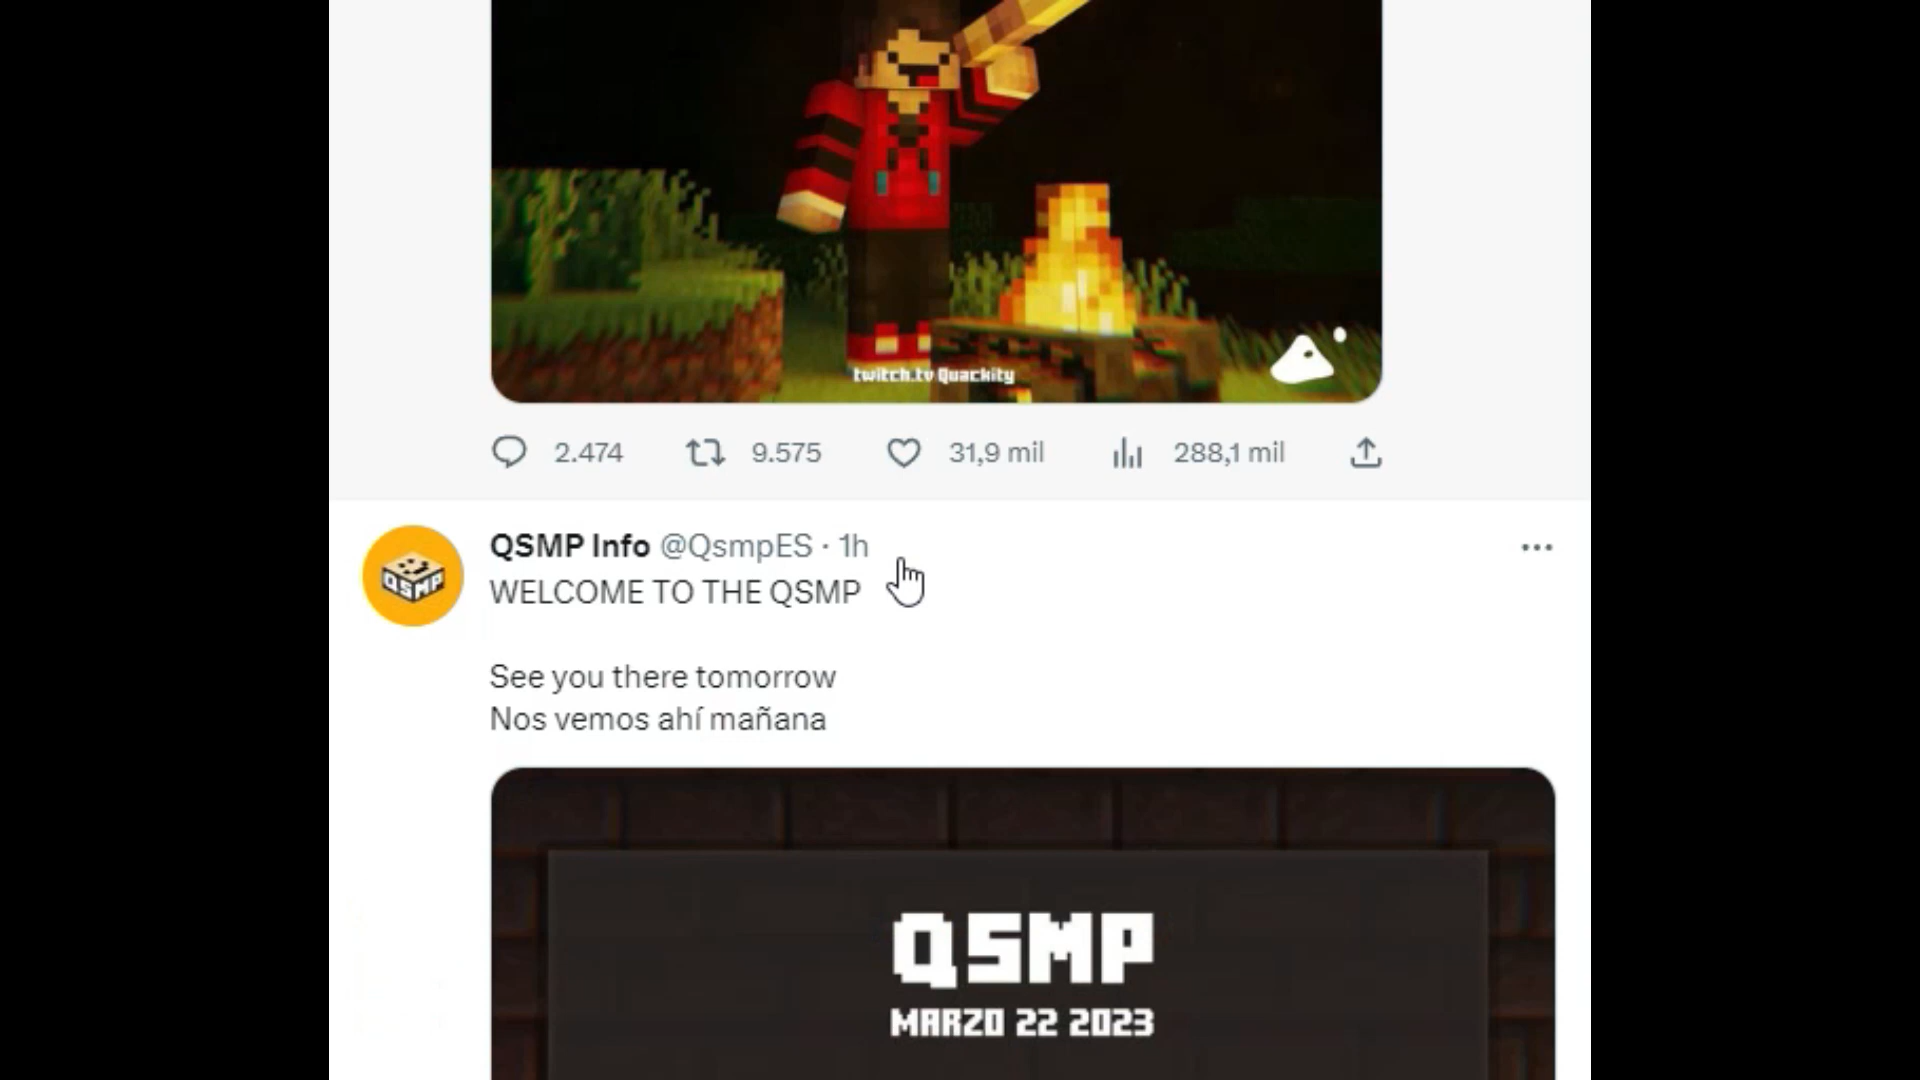 twitch.tv Quackity
2.474 9.575 31,9 mil 288,1 mil
QSMP Info @QsmpES · 1h
QSMP
WELCOME TO THE QSMP
See you there tomorrow
Nos vemos ahí mañana
QSMP
MARZO 22 2023